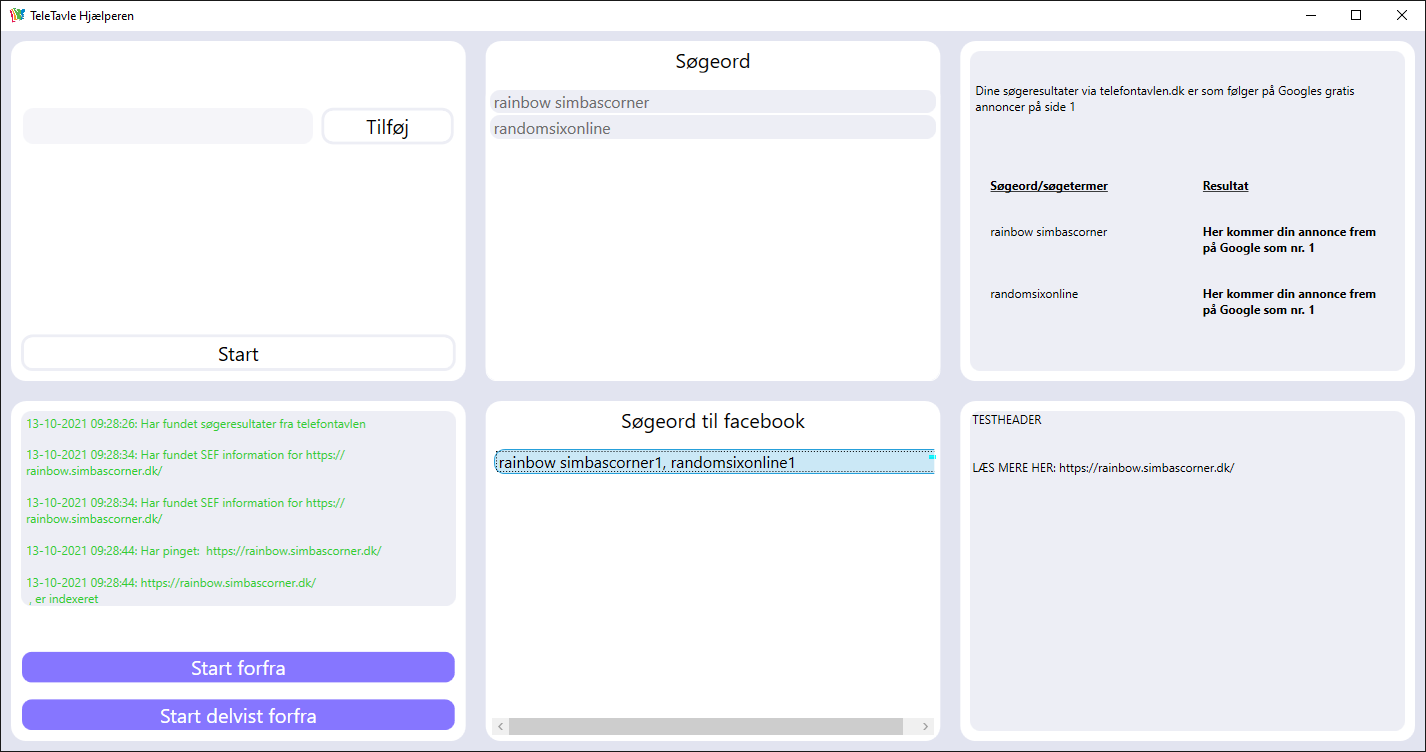 TeleTavle Hjælperen
Tilføj
Start
Søgeord
rainbow simbascorner
randomsixonline
Dine søgeresultater via telefontavlen.dk er som følger på Googles gratis
annoncer på side 1
Søgeord/søgetermer Resultat
rainbow simbascorner Her kommer din annonce frem
på Google som nr. 1
randomsixonline Her kommer din annonce frem
på Google som nr. 1
13-10-2021 09:28:26: Har fundet søgeresultater fra telefontavlen
13-10-2021 09:28:34: Har fundet SEF information for https://
rainbow.simbascorner.dk/
13-10-2021 09:28:34: Har fundet SEF information for https://
rainbow.simbascorner.dk/
13-10-2021 09:28:44: Har pinget:  https://rainbow.simbascorner.dk/
13-10-2021 09:28:44: https://rainbow.simbascorner.dk/
, er indexeret
Start forfra
Start delvist forfra
Søgeord til facebook
rainbow simbascorner1, randomsixonline1
TESTHEADER
LÆS MERE HER: https://rainbow.simbascorner.dk/